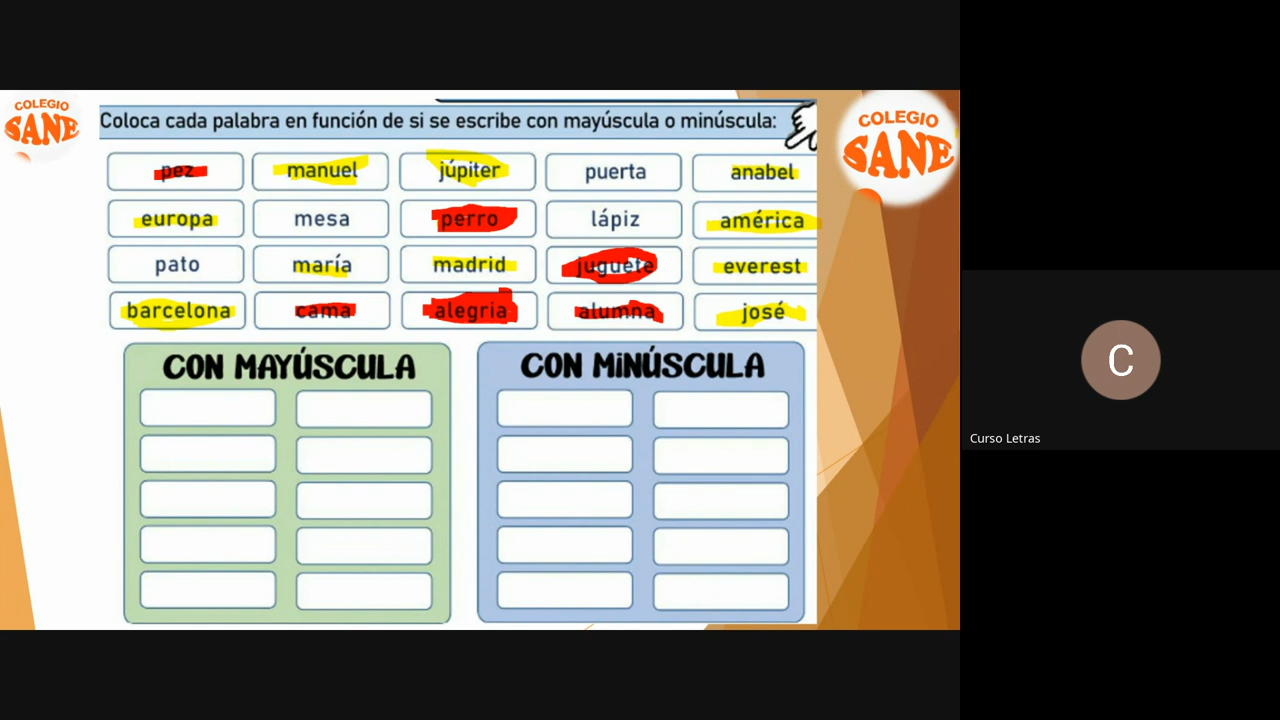 COLEGIO
SANE
Coloca cada palabra en función de si se escribe con mayúscula o minúscula:
COLEGIO
SANE
pez manuel júpiter puerta anabel
europa mesa perro lápiz américa
pato maría madrid juguete everest
barcelona cama alegria alumna josé
CON MAYÚSCULA
CON MINÚSCULA
C
Curso Letras